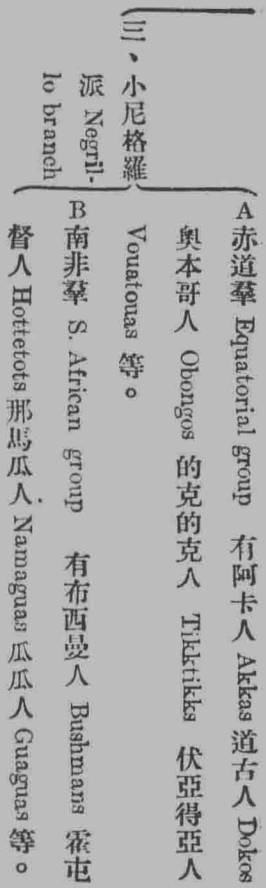 三、小尼格羅
派 Negril-
lo branch
A 赤道羣 Equatorial group 有阿卡人 Akkas 道古人 Dokos
奧本哥人 Obongos 的克的克人 Tikktikks 伏亞得亞人
Vouatouas 等。
B 南非羣 S. African group 有布西曼人 Bushmans 霍屯
督人 Hottetots 那馬瓜人 Namaguas 瓜瓜人 Guaguas 等。